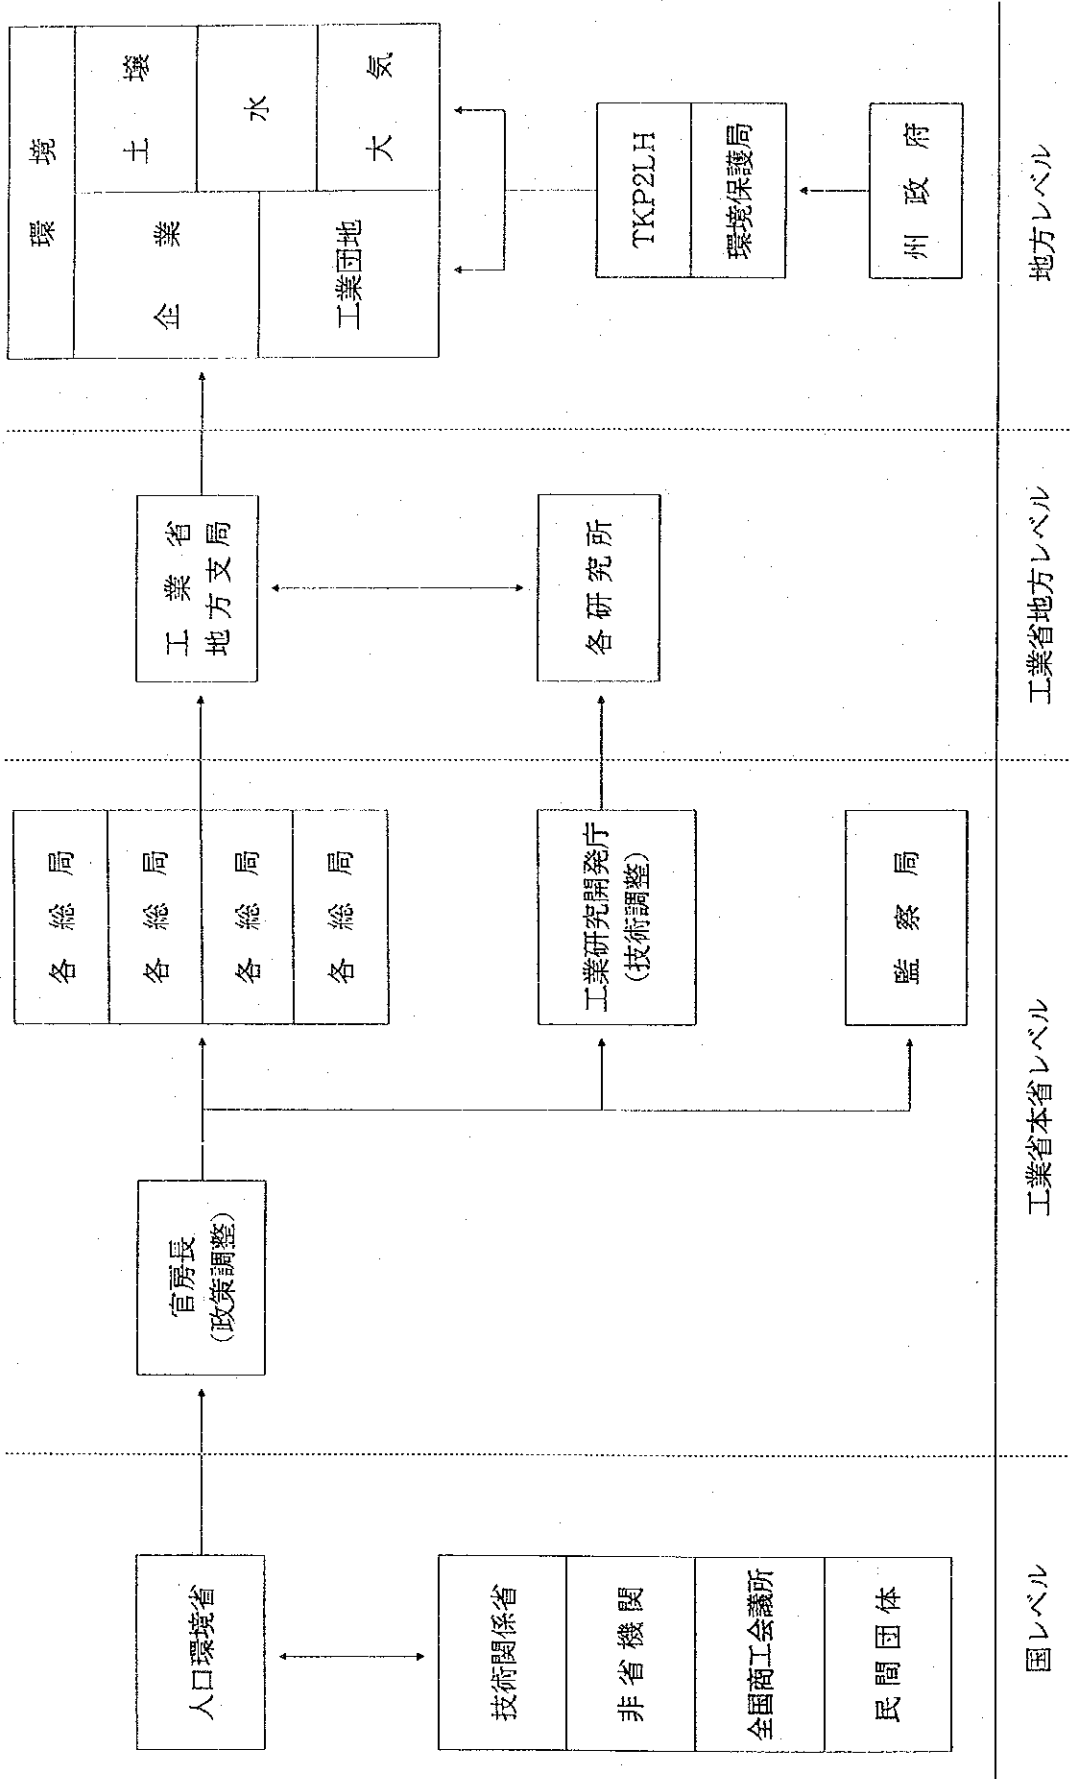 人口環境省
技術関係省
非省機関
全国商工会議所
民間団体
国レベル
官房長
(政策調整)
各総局
各総局
各総局
各総局
工業研究開発庁
(技術調整)
監察局
工業省本省レベル
工業省
地方支局
各研究所
工業省地方レベル
環境
企業
工業団地
土壌
水
大気
TKP2LH
環境保護局
州政府
地方レベル